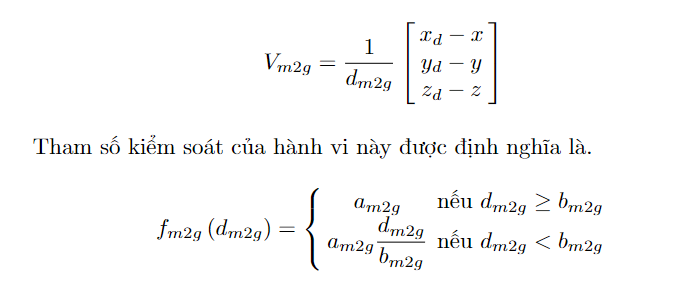 V_{m2g} = \frac{1}{d_{m2g}} \begin{bmatrix} x_d - x \\ y_d - y \\ z_d - z \end{bmatrix}
Tham số kiểm soát của hành vi này được định nghĩa là.
f_{m2g}(d_{m2g}) = \begin{cases} a_{m2g} & \text{nếu } d_{m2g} \geq b_{m2g} \\ a_{m2g}\dfrac{d_{m2g}}{b_{m2g}} & \text{nếu } d_{m2g} < b_{m2g} \end{cases}